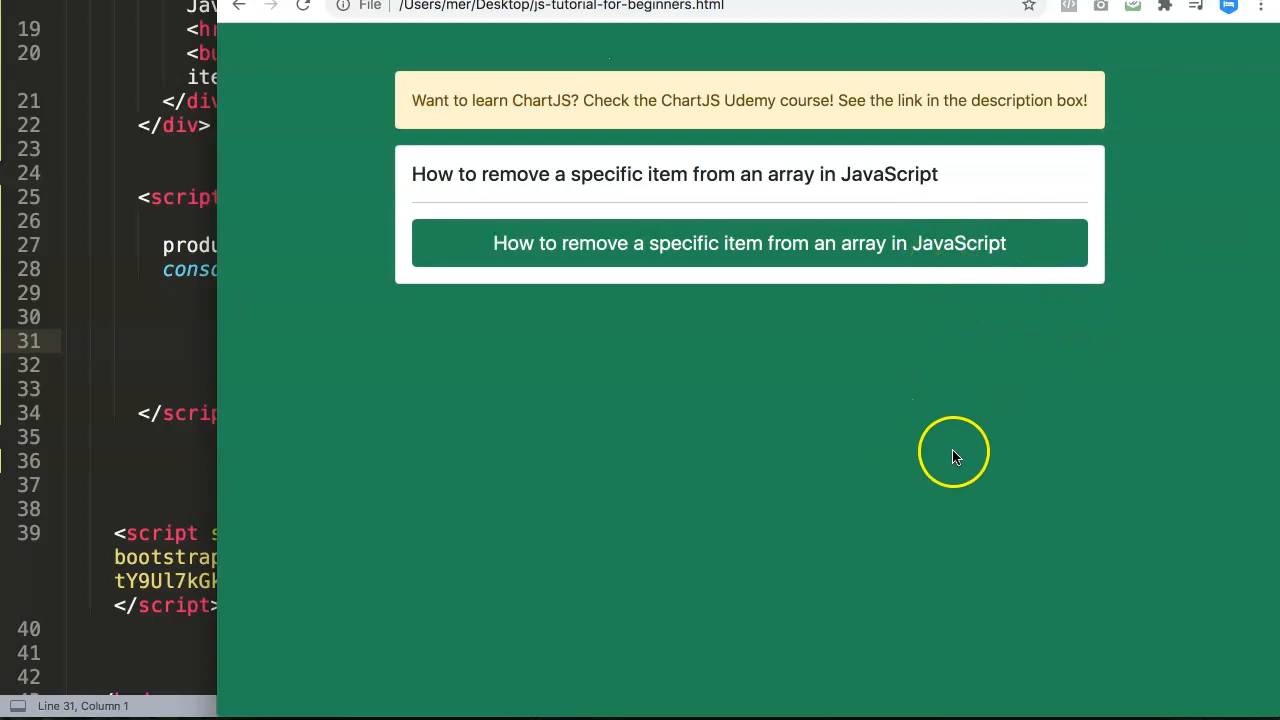 File | /Users/mer/Desktop/js-tutorial-for-beginners.html
Jav
19 <hr
20 <bu
ite
21 </div
22 </div>
23
24
25 <script
26
27 produ
28 conso
29
30
31
32
33
34 </scrip
35
36
37
38
39 <script s
bootstrap
tY9Ul7kGk
</script>
40
41
42
Line 31, Column 1
Want to learn ChartJS? Check the ChartJS Udemy course! See the link in the description box!
How to remove a specific item from an array in JavaScript
How to remove a specific item from an array in JavaScript